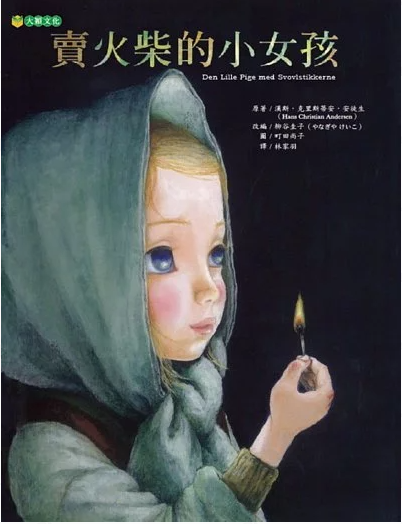 大穎文化
賣火柴的小女孩
Den Lille Pige med Svovlstikkerne
原著／漢斯・克里斯蒂安・安徒生
（Hans Christian Andersen）
改編／柳谷圭子（やなぎや けいこ）
圖／町田尚子
譯／林家羽